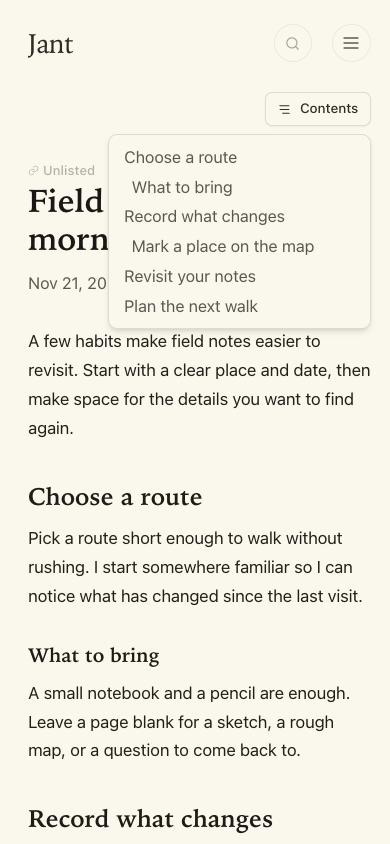 Jant
Contents
Choose a route
What to bring
Record what changes
Mark a place on the map
Revisit your notes
Plan the next walk
Unlisted
Field
morn
Nov 21, 20
A few habits make field notes easier to
revisit. Start with a clear place and date, then
make space for the details you want to find
again.
Choose a route
Pick a route short enough to walk without
rushing. I start somewhere familiar so I can
notice what has changed since the last visit.
What to bring
A small notebook and a pencil are enough.
Leave a page blank for a sketch, a rough
map, or a question to come back to.
Record what changes